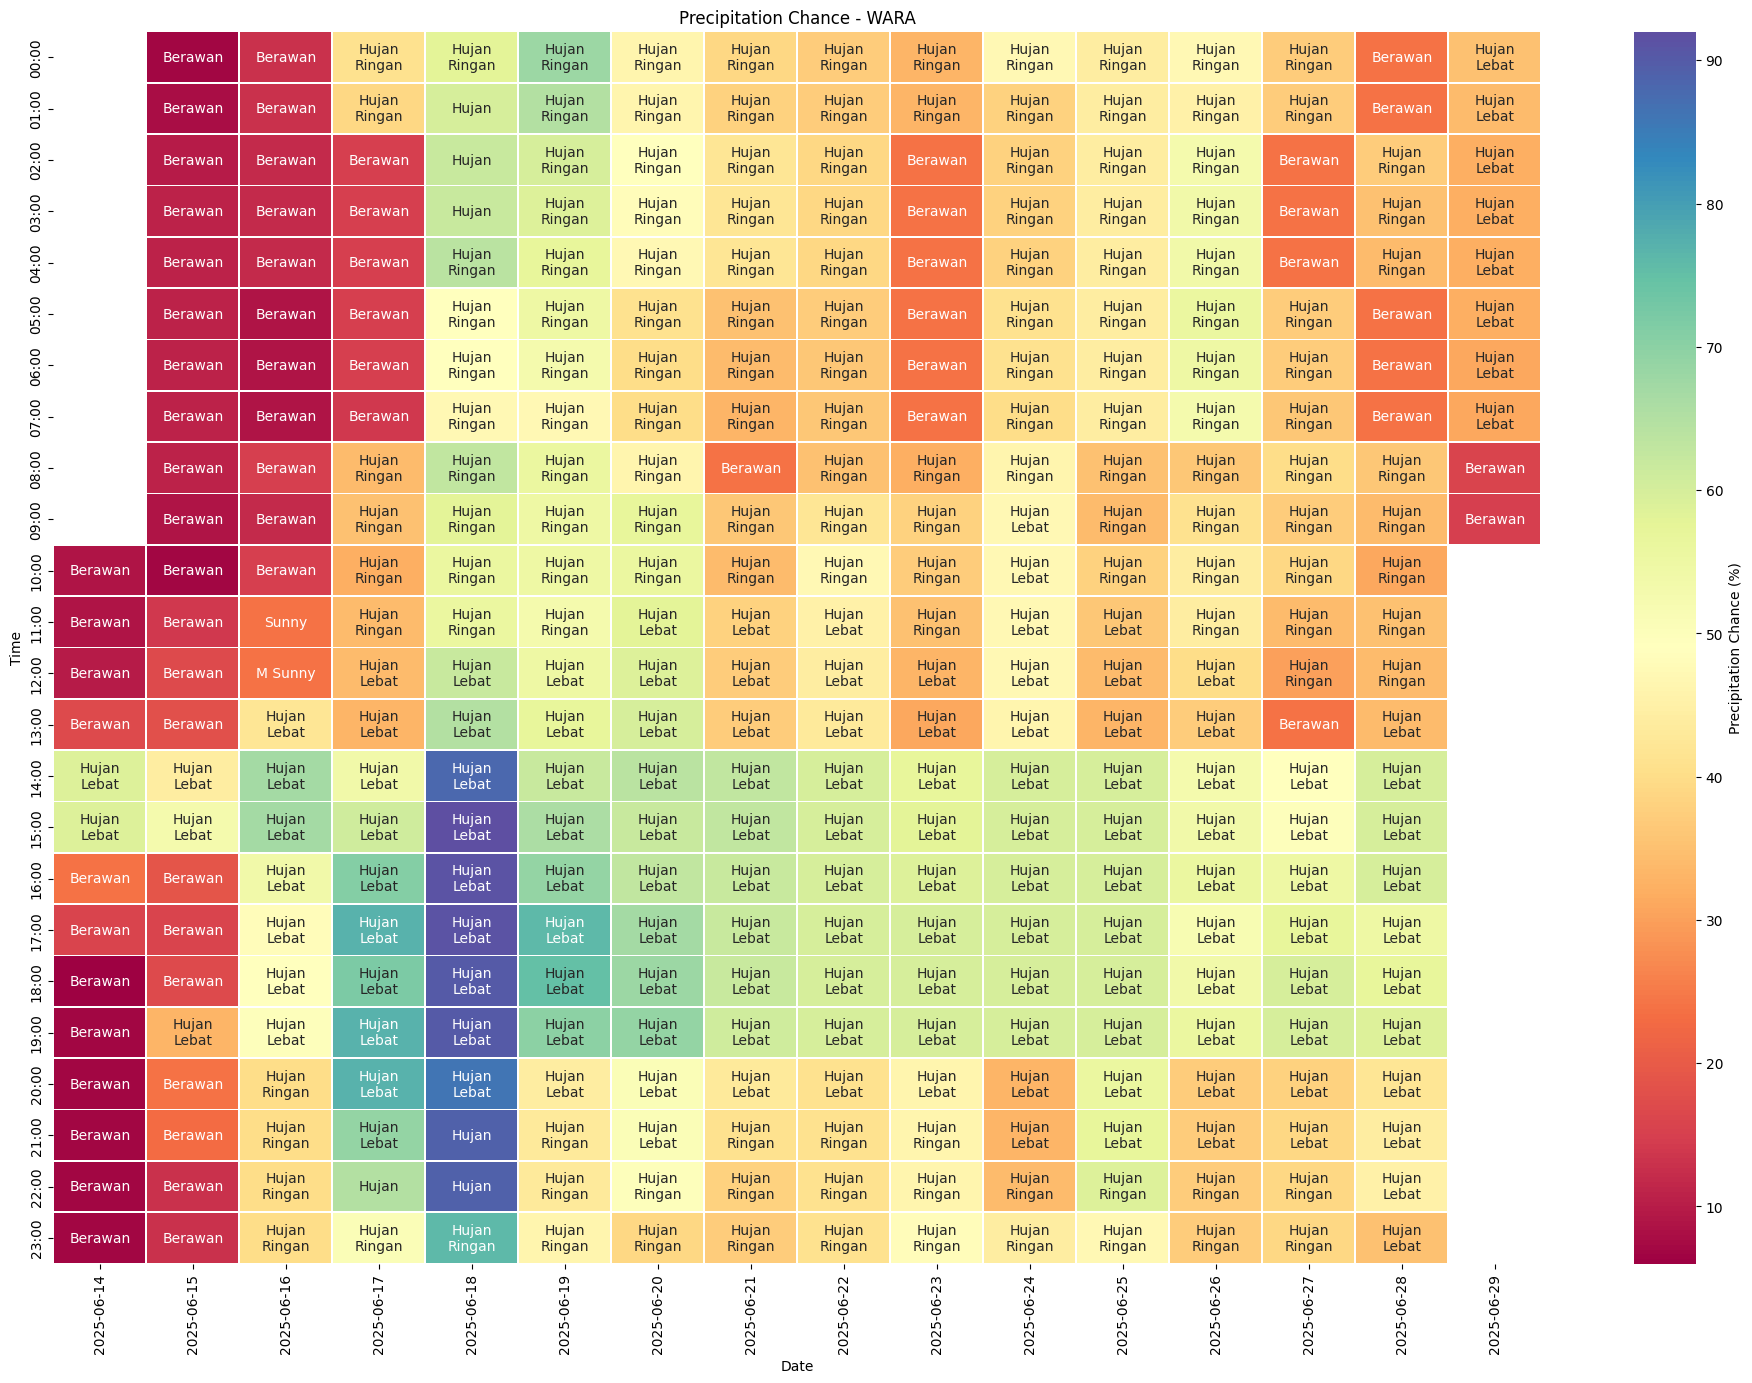 Precipitation Chance - WARA
00:00 Berawan Berawan Hujan Ringan Hujan Ringan Hujan Ringan Hujan Ringan Hujan Ringan Hujan Ringan Hujan Ringan Hujan Ringan Hujan Ringan Hujan Ringan Hujan Ringan Berawan Hujan Lebat
01:00 Berawan Berawan Hujan Ringan Hujan Hujan Ringan Hujan Ringan Hujan Ringan Hujan Ringan Hujan Ringan Hujan Ringan Hujan Ringan Hujan Ringan Hujan Ringan Berawan Hujan Lebat
02:00 Berawan Berawan Berawan Hujan Hujan Ringan Hujan Ringan Hujan Ringan Hujan Ringan Berawan Hujan Ringan Hujan Ringan Hujan Ringan Berawan Hujan Ringan Hujan Lebat
03:00 Berawan Berawan Berawan Hujan Hujan Ringan Hujan Ringan Hujan Ringan Hujan Ringan Berawan Hujan Ringan Hujan Ringan Hujan Ringan Berawan Hujan Ringan Hujan Lebat
04:00 Berawan Berawan Berawan Hujan Ringan Hujan Ringan Hujan Ringan Hujan Ringan Hujan Ringan Berawan Hujan Ringan Hujan Ringan Hujan Ringan Berawan Hujan Ringan Hujan Lebat
05:00 Berawan Berawan Berawan Hujan Ringan Hujan Ringan Hujan Ringan Hujan Ringan Hujan Ringan Berawan Hujan Ringan Hujan Ringan Hujan Ringan Hujan Ringan Berawan Hujan Lebat
06:00 Berawan Berawan Berawan Hujan Ringan Hujan Ringan Hujan Ringan Hujan Ringan Hujan Ringan Berawan Hujan Ringan Hujan Ringan Hujan Ringan Hujan Ringan Berawan Hujan Lebat
07:00 Berawan Berawan Berawan Hujan Ringan Hujan Ringan Hujan Ringan Hujan Ringan Hujan Ringan Berawan Hujan Ringan Hujan Ringan Hujan Ringan Hujan Ringan Berawan Hujan Lebat
08:00 Berawan Berawan Hujan Ringan Hujan Ringan Hujan Ringan Hujan Ringan Berawan Hujan Ringan Hujan Ringan Hujan Ringan Hujan Ringan Hujan Ringan Hujan Ringan Hujan Ringan Berawan
09:00 Berawan Berawan Hujan Ringan Hujan Ringan Hujan Ringan Hujan Ringan Hujan Ringan Hujan Ringan Hujan Ringan Hujan Lebat Hujan Ringan Hujan Ringan Hujan Ringan Hujan Ringan Berawan
10:00 Berawan Berawan Berawan Hujan Ringan Hujan Ringan Hujan Ringan Hujan Ringan Hujan Ringan Hujan Ringan Hujan Ringan Hujan Lebat Hujan Ringan Hujan Ringan Hujan Ringan Hujan Ringan
11:00 Berawan Berawan Sunny Hujan Ringan Hujan Ringan Hujan Ringan Hujan Lebat Hujan Lebat Hujan Lebat Hujan Ringan Hujan Lebat Hujan Lebat Hujan Ringan Hujan Ringan Hujan Ringan
12:00 Berawan Berawan M Sunny Hujan Lebat Hujan Lebat Hujan Lebat Hujan Lebat Hujan Lebat Hujan Lebat Hujan Lebat Hujan Lebat Hujan Lebat Hujan Lebat Hujan Ringan Hujan Ringan
13:00 Berawan Berawan Hujan Lebat Hujan Lebat Hujan Lebat Hujan Lebat Hujan Lebat Hujan Lebat Hujan Lebat Hujan Lebat Hujan Lebat Hujan Lebat Hujan Lebat Berawan Hujan Lebat
14:00 Hujan Lebat Hujan Lebat Hujan Lebat Hujan Lebat Hujan Lebat Hujan Lebat Hujan Lebat Hujan Lebat Hujan Lebat Hujan Lebat Hujan Lebat Hujan Lebat Hujan Lebat Hujan Lebat Hujan Lebat
15:00 Hujan Lebat Hujan Lebat Hujan Lebat Hujan Lebat Hujan Lebat Hujan Lebat Hujan Lebat Hujan Lebat Hujan Lebat Hujan Lebat Hujan Lebat Hujan Lebat Hujan Lebat Hujan Lebat Hujan Lebat
16:00 Berawan Berawan Hujan Lebat Hujan Lebat Hujan Lebat Hujan Lebat Hujan Lebat Hujan Lebat Hujan Lebat Hujan Lebat Hujan Lebat Hujan Lebat Hujan Lebat Hujan Lebat Hujan Lebat
17:00 Berawan Berawan Hujan Lebat Hujan Lebat Hujan Lebat Hujan Lebat Hujan Lebat Hujan Lebat Hujan Lebat Hujan Lebat Hujan Lebat Hujan Lebat Hujan Lebat Hujan Lebat Hujan Lebat
18:00 Berawan Berawan Hujan Lebat Hujan Lebat Hujan Lebat Hujan Lebat Hujan Lebat Hujan Lebat Hujan Lebat Hujan Lebat Hujan Lebat Hujan Lebat Hujan Lebat Hujan Lebat Hujan Lebat
19:00 Berawan Hujan Lebat Hujan Lebat Hujan Lebat Hujan Lebat Hujan Lebat Hujan Lebat Hujan Lebat Hujan Lebat Hujan Lebat Hujan Lebat Hujan Lebat Hujan Lebat Hujan Lebat Hujan Lebat
20:00 Berawan Berawan Hujan Ringan Hujan Lebat Hujan Lebat Hujan Lebat Hujan Lebat Hujan Lebat Hujan Lebat Hujan Lebat Hujan Lebat Hujan Lebat Hujan Lebat Hujan Lebat Hujan Lebat
21:00 Berawan Berawan Hujan Ringan Hujan Lebat Hujan Hujan Ringan Hujan Lebat Hujan Ringan Hujan Ringan Hujan Ringan Hujan Lebat Hujan Lebat Hujan Lebat Hujan Lebat Hujan Lebat
22:00 Berawan Berawan Hujan Ringan Hujan Hujan Hujan Ringan Hujan Ringan Hujan Ringan Hujan Ringan Hujan Ringan Hujan Ringan Hujan Ringan Hujan Ringan Hujan Ringan Hujan Lebat
23:00 Berawan Berawan Hujan Ringan Hujan Ringan Hujan Ringan Hujan Ringan Hujan Ringan Hujan Ringan Hujan Ringan Hujan Ringan Hujan Ringan Hujan Ringan Hujan Ringan Hujan Ringan Hujan Lebat
Time
2025-06-14 2025-06-15 2025-06-16 2025-06-17 2025-06-18 2025-06-19 2025-06-20 2025-06-21 2025-06-22 2025-06-23 2025-06-24 2025-06-25 2025-06-26 2025-06-27 2025-06-28 2025-06-29
Date
90
80
70
60
50
40
30
20
10
Precipitation Chance (%)